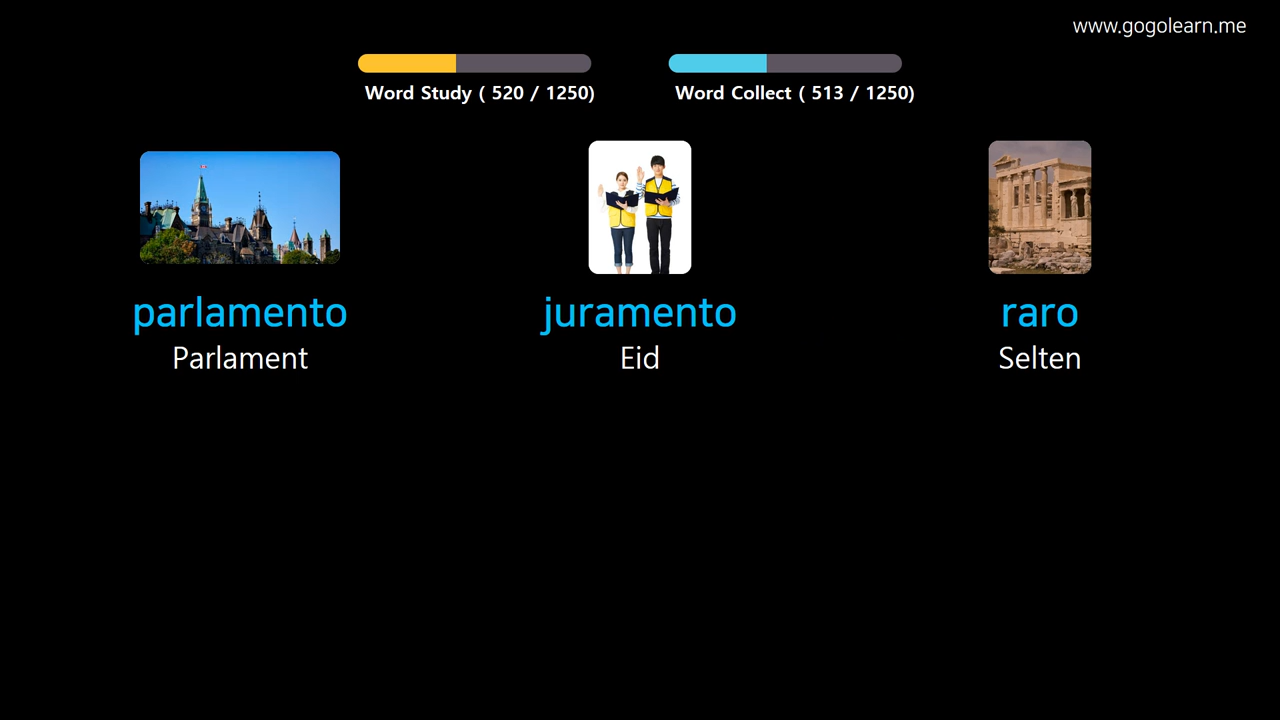 www.gogolearn.me
Word Study ( 520 / 1250)
Word Collect ( 513 / 1250)
parlamento
Parlament
juramento
Eid
raro
Selten